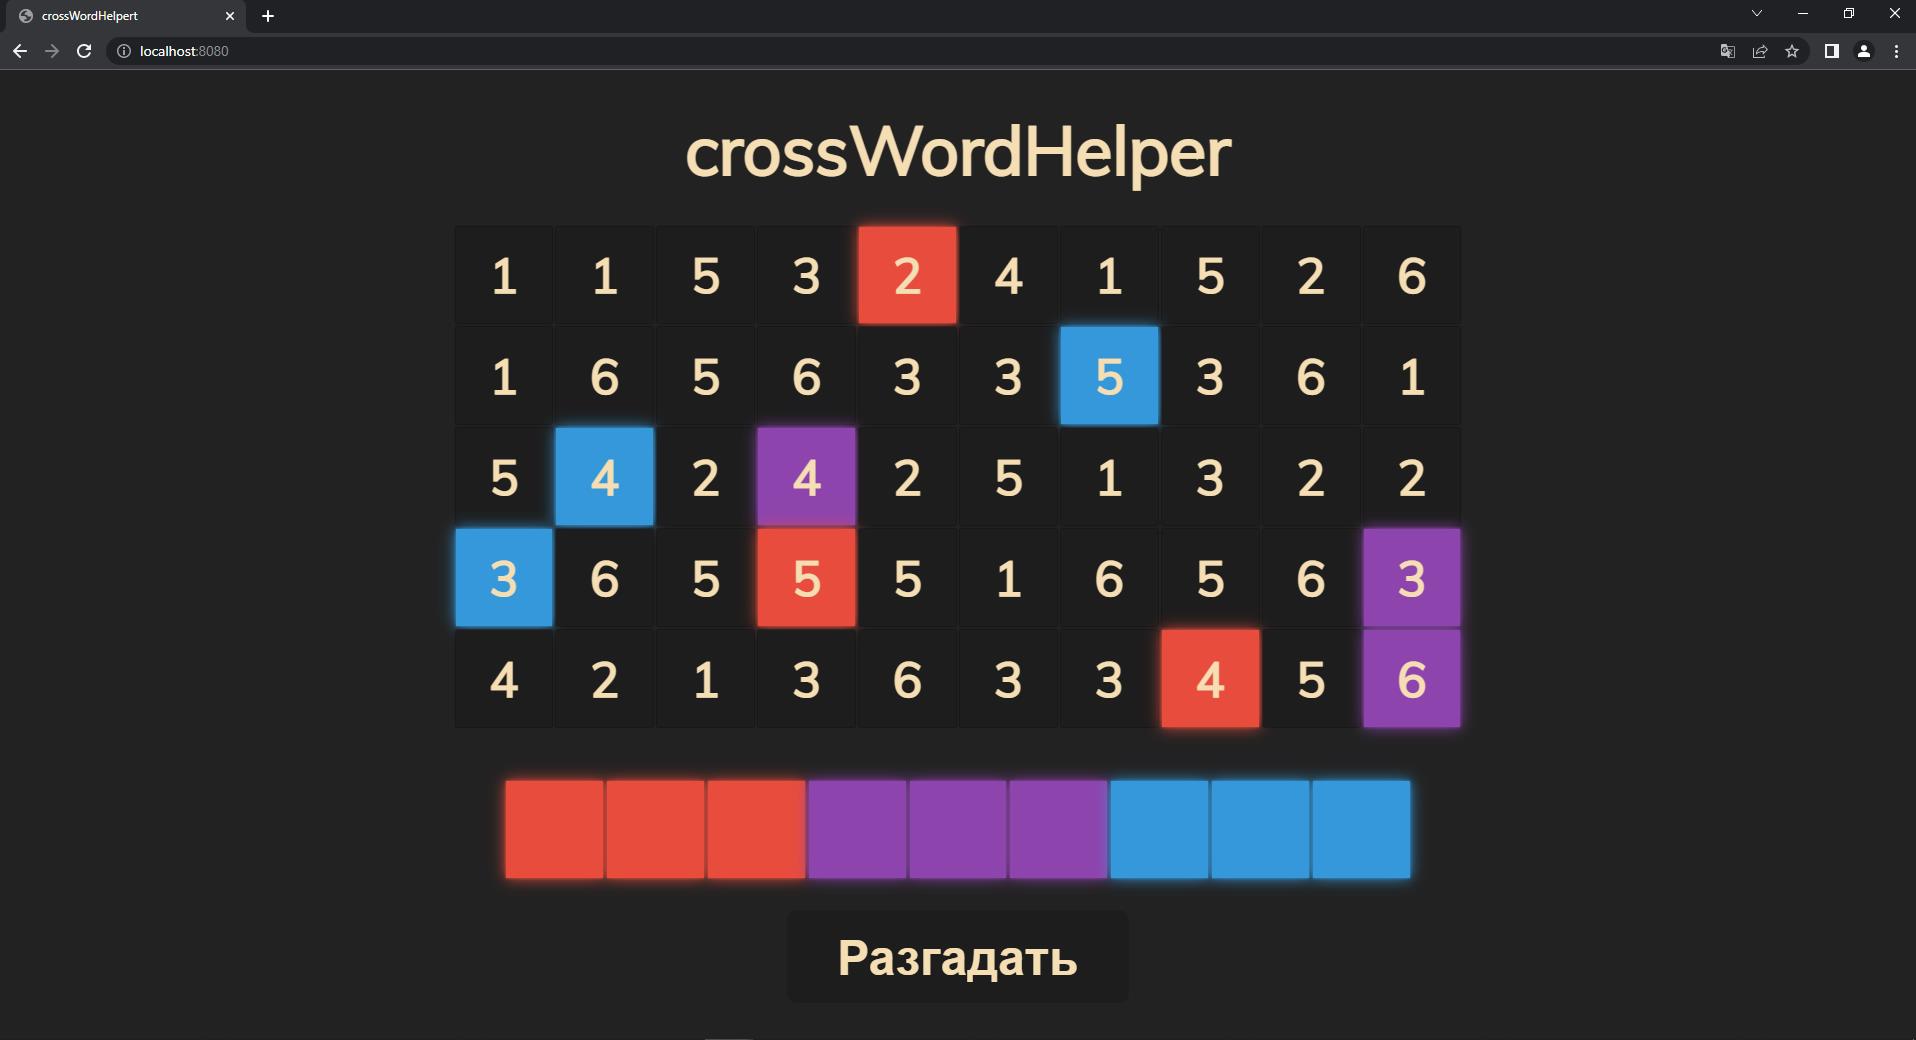 crossWordHelpert
localhost:8080
crossWordHelper
1 1 5 3 2 4 1 5 2 6
1 6 5 6 3 3 5 3 6 1
5 4 2 4 2 5 1 3 2 2
3 6 5 5 5 1 6 5 6 3
4 2 1 3 6 3 3 4 5 6
Разгадать